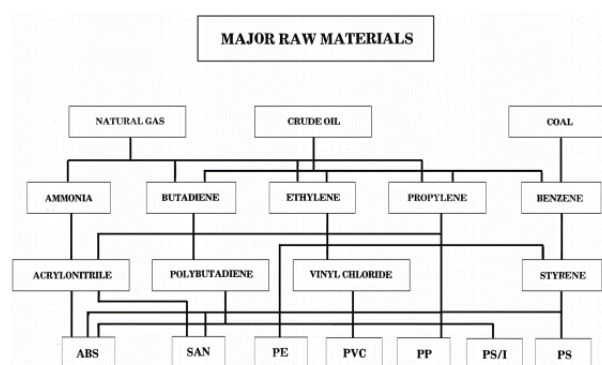 MAJOR RAW MATERIALS
NATURAL GAS
CRUDE OIL
COAL
AMMONIA
BUTADIENE
ETHYLENE
PROPYLENE
BENZENE
ACRYLONITRILE
POLYBUTADIENE
VINYL CHLORIDE
STYRENE
ABS
SAN
PE
PVC
PP
PS/I
PS